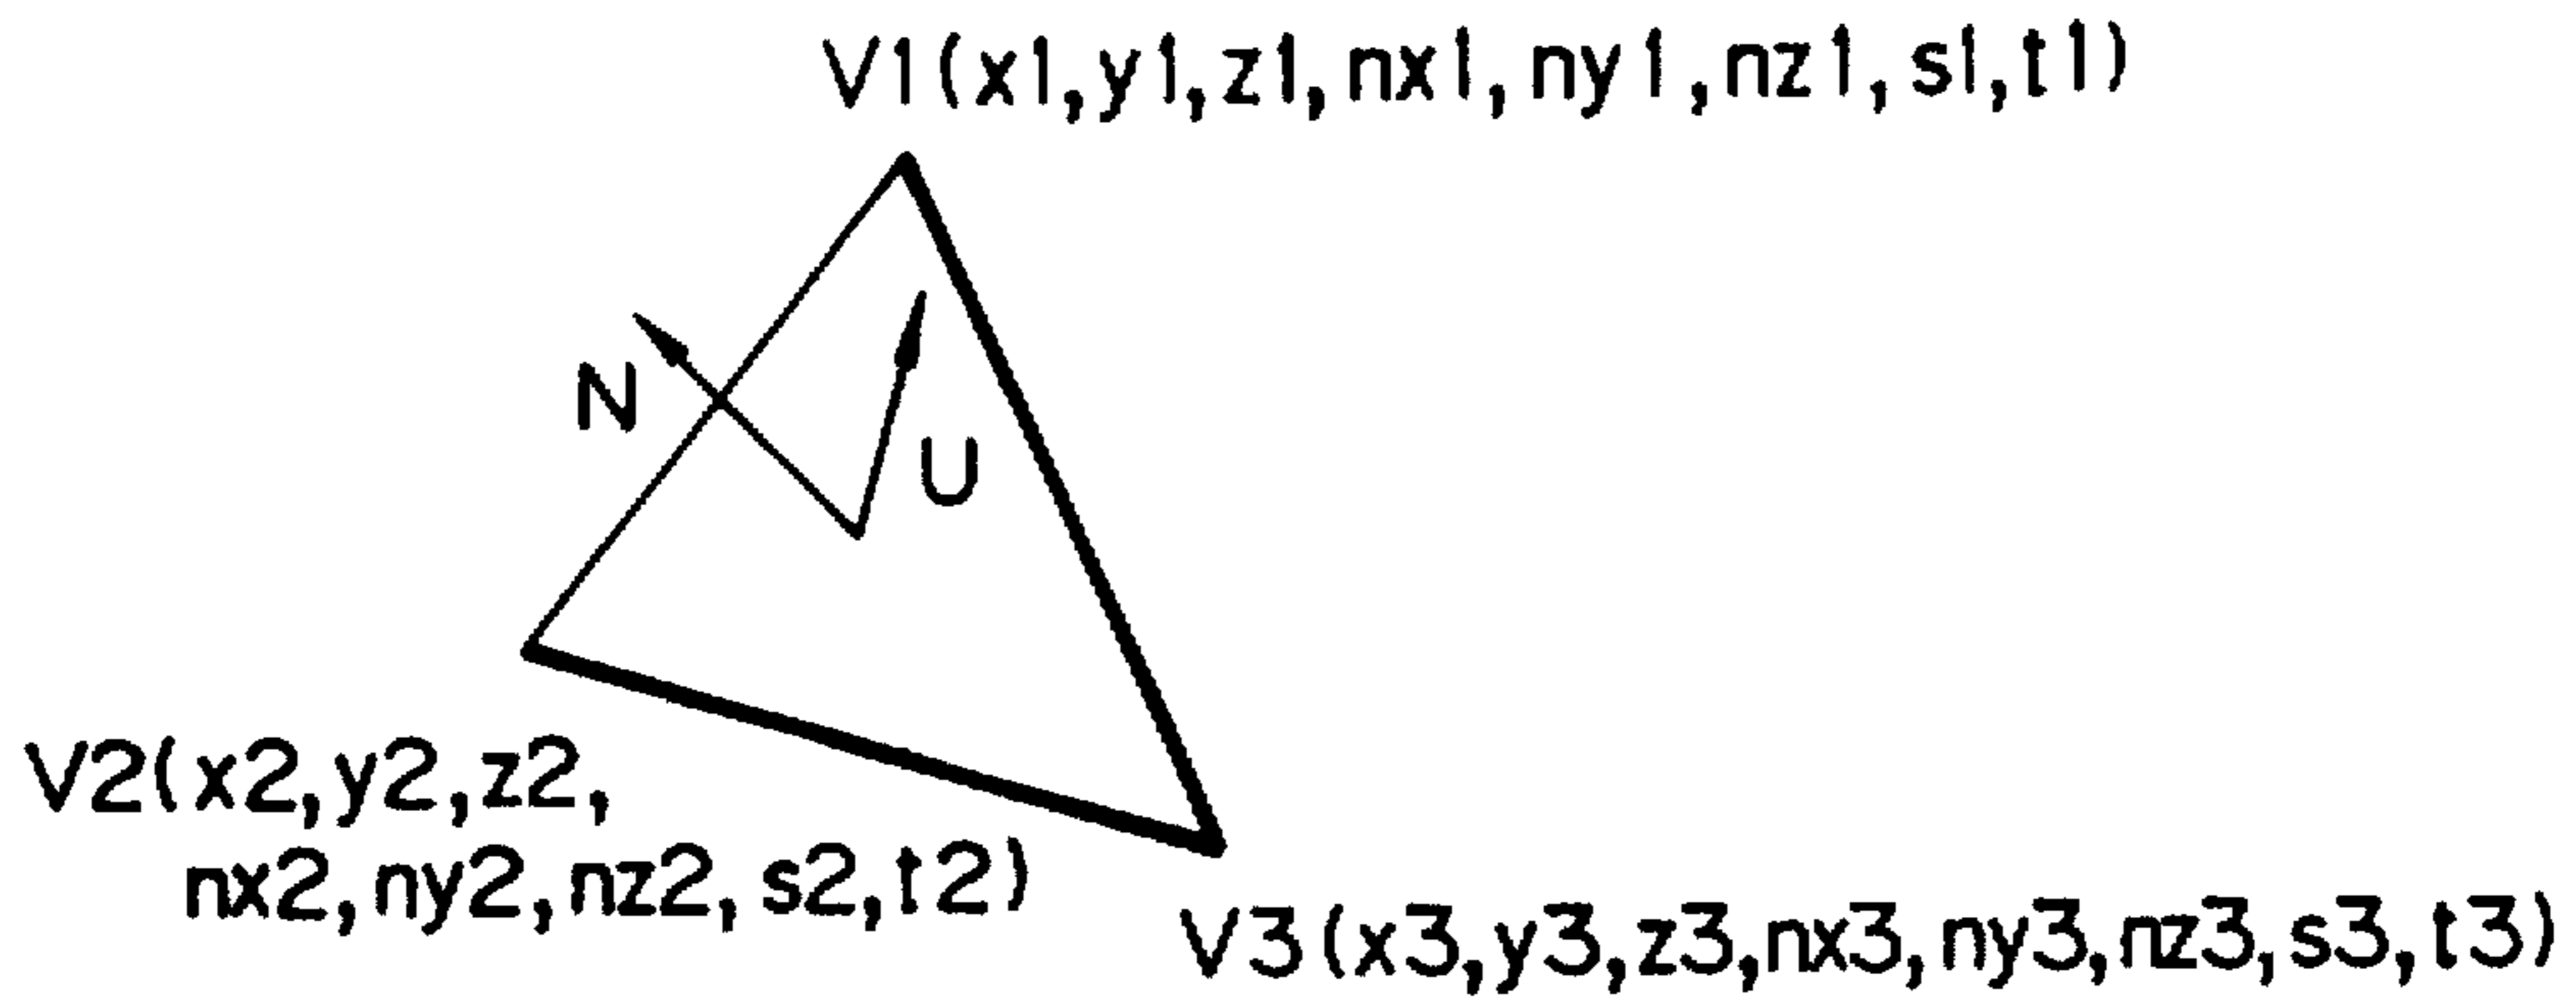 V1(x1,y1,z1,nx1,ny1,nz1,s1,t1)
N
U
V2(x2,y2,z2,
nx2,ny2,nz2,s2,t2)
V3(x3,y3,z3,nx3,ny3,nz3,s3,t3)